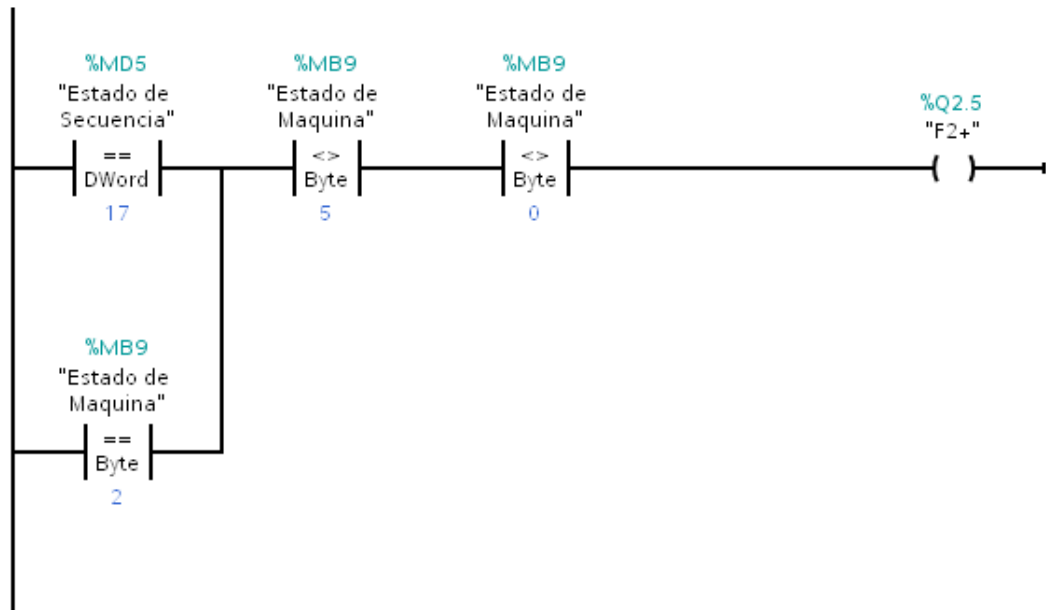 %MD5
"Estado de
Secuencia"
==
DWord
17
%MB9
"Estado de
Maquina"
<>
Byte
5
%MB9
"Estado de
Maquina"
<>
Byte
0
%Q2.5
"F2+"
( )
%MB9
"Estado de
Maquina"
==
Byte
2